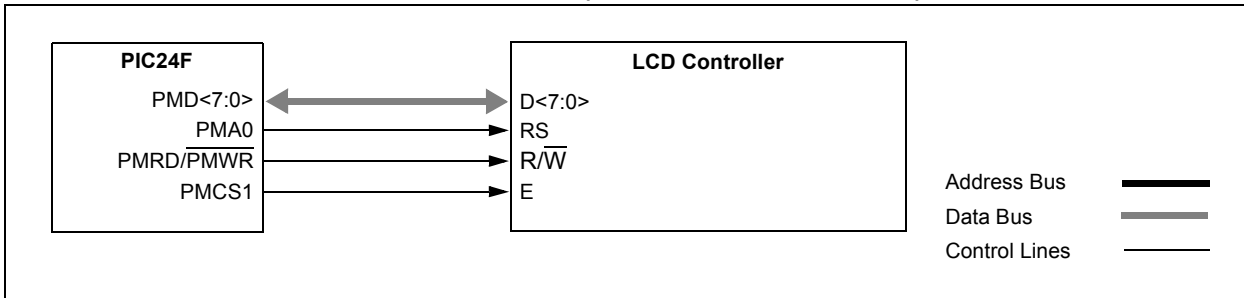 PIC24F
LCD Controller
PMD<7:0>
D<7:0>
PMA0
RS
PMRD/PMWR
R/W
PMCS1
E
Address Bus
Data Bus
Control Lines